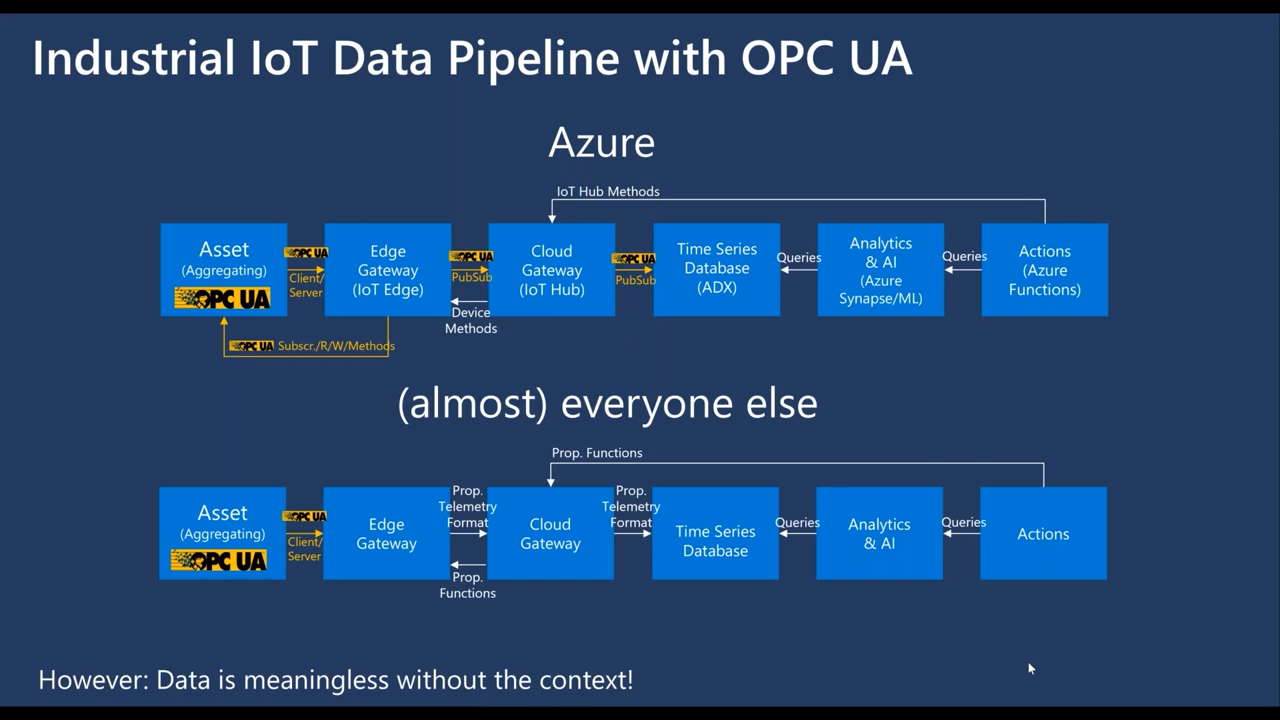 Industrial IoT Data Pipeline with OPC UA
Azure
IoT Hub Methods
Asset
(Aggregating)
OPC UA
OPC UA
Client/
Server
Edge
Gateway
(IoT Edge)
OPC UA
PubSub
Device
Methods
Cloud
Gateway
(IoT Hub)
OPC UA
PubSub
Time Series
Database
(ADX)
Queries
Analytics
& AI
(Azure
Synapse/ML)
Queries
Actions
(Azure
Functions)
OPC UA Subscr./R/W/Methods
(almost) everyone else
Prop. Functions
Asset
(Aggregating)
OPC UA
OPC UA
Client/
Server
Edge
Gateway
Prop.
Telemetry
Format
Prop.
Functions
Cloud
Gateway
Prop.
Telemetry
Format
Time Series
Database
Queries
Analytics
& AI
Queries
Actions
However: Data is meaningless without the context!